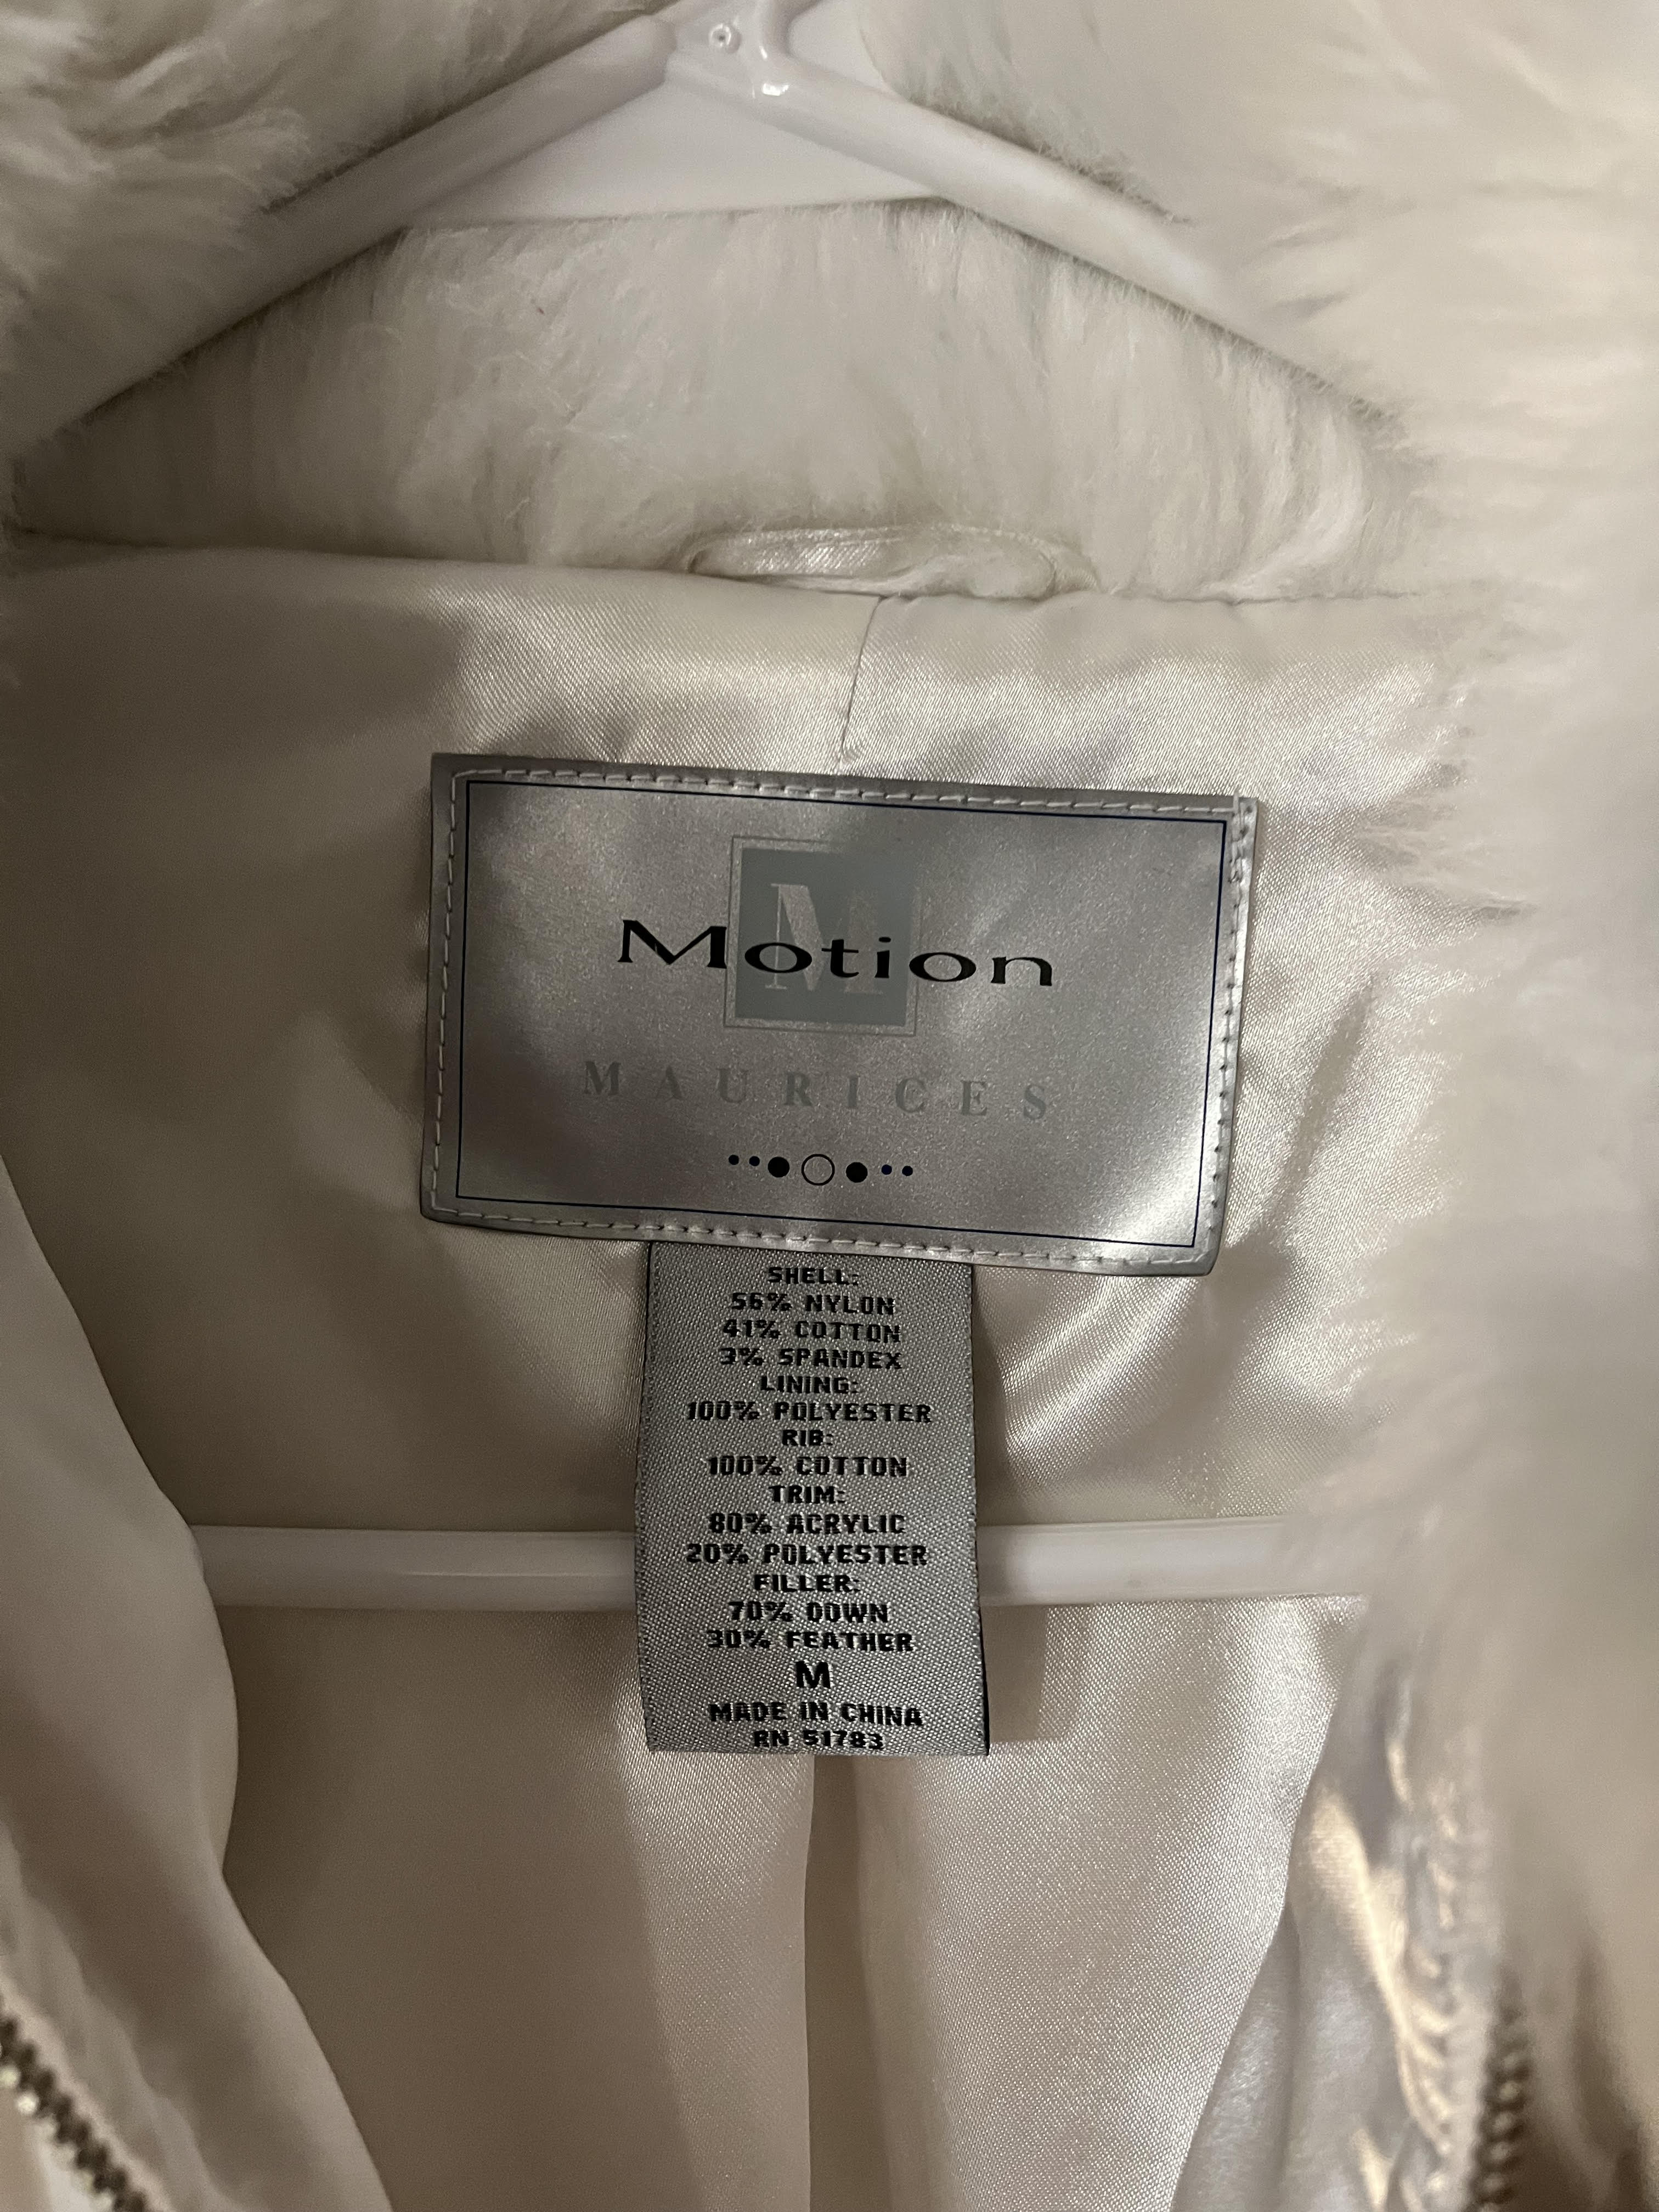 M
Motion
MAURICES
SHELL:
56% NYLON
41% COTTON
3% SPANDEX
LINING:
100% POLYESTER
RIB:
100% COTTON
TRIM:
80% ACRYLIC
20% POLYESTER
FILLER:
70% DOWN
30% FEATHER
M
MADE IN CHINA
RN 51783